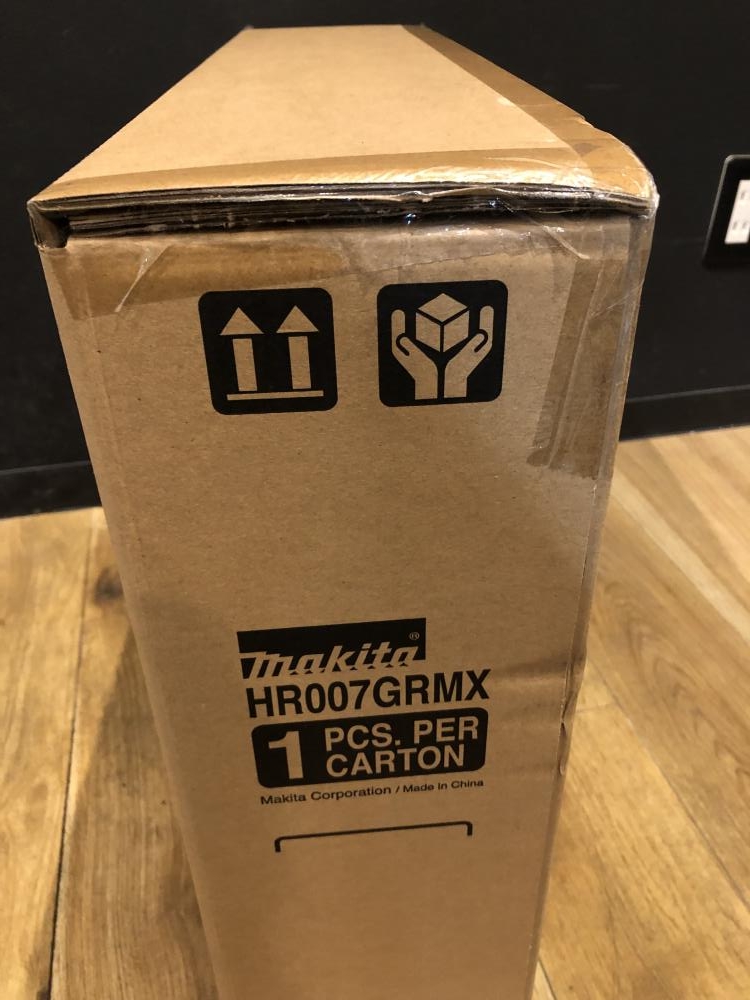 makita®
HR007GRMX
1 PCS. PER
CARTON
Makita Corporation / Made in China